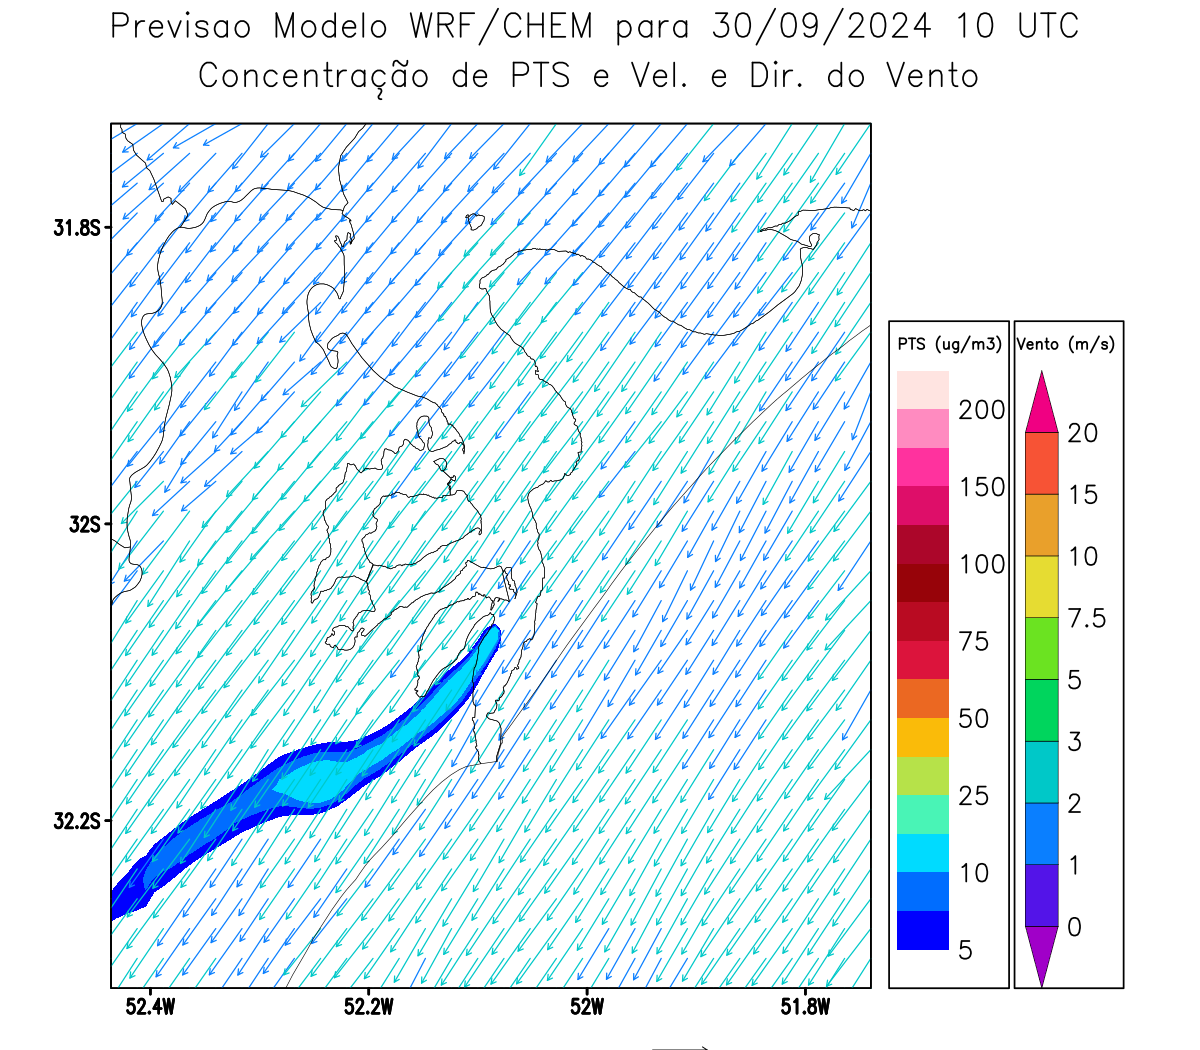 Previsao Modelo WRF/CHEM para 30/09/2024 10 UTC
Concentração de PTS e Vel. e Dir. do Vento
31.8S
32S
32.2S
52.4W
52.2W
52W
51.8W
PTS (ug/m3)
200
150
100
75
50
25
10
5
Vento (m/s)
20
15
10
7.5
5
3
2
1
0